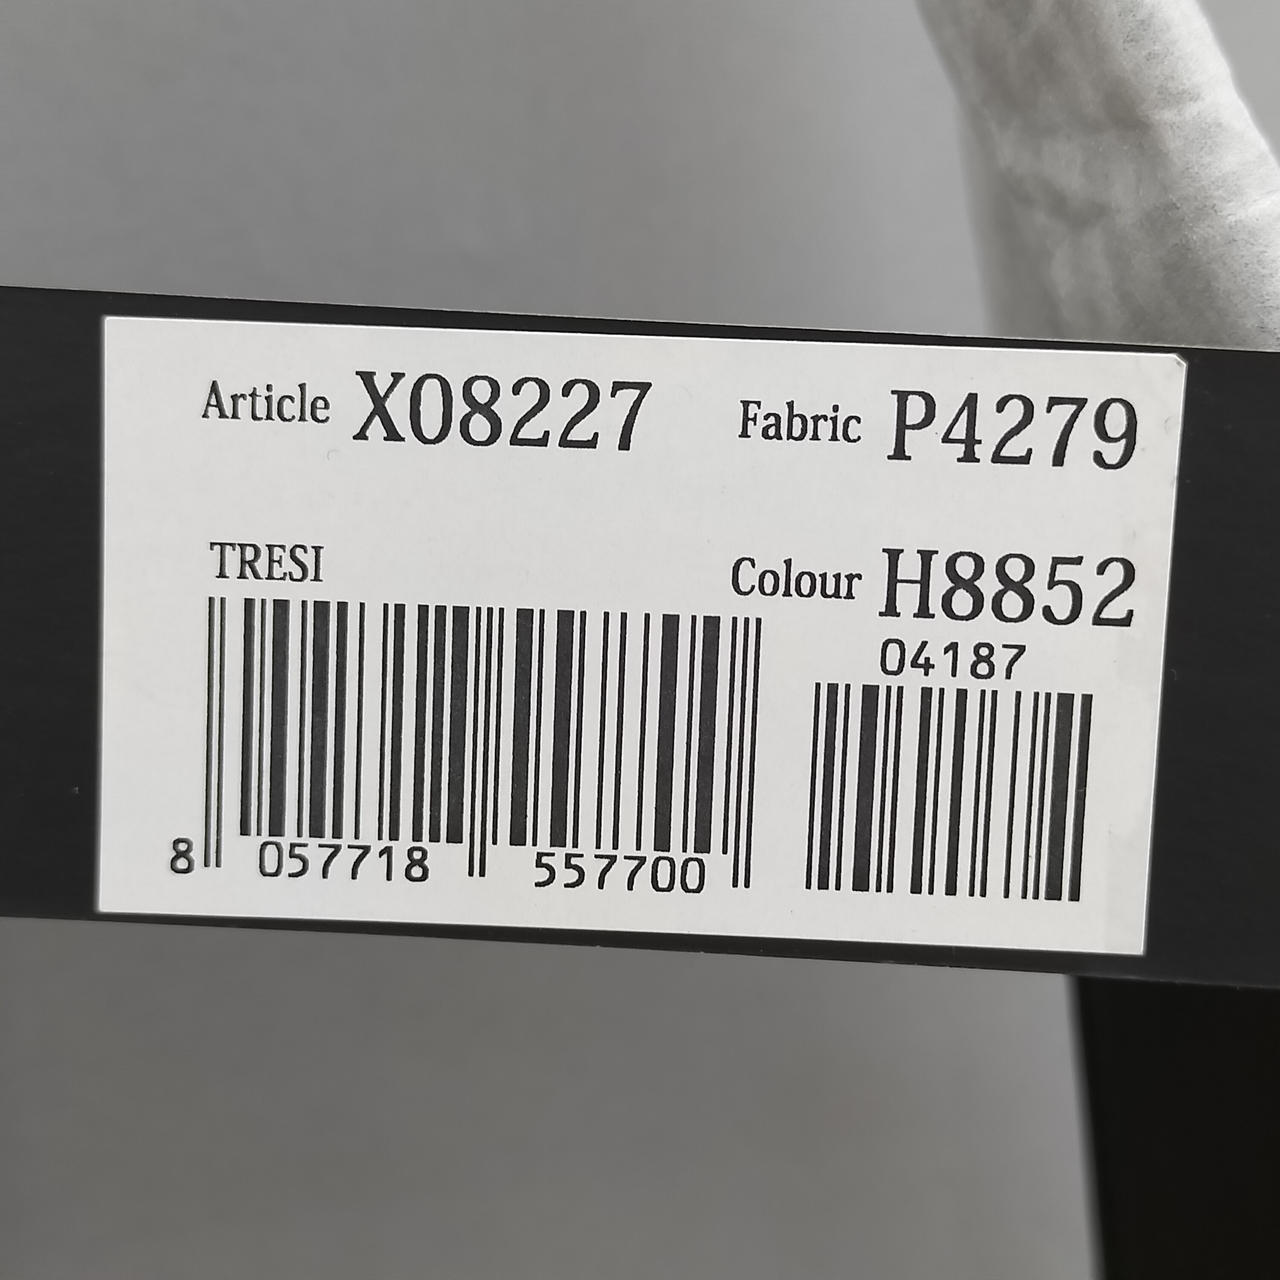 Article X08227 Fabric P4279
TRESI Colour H8852
04187
8 057718 557700